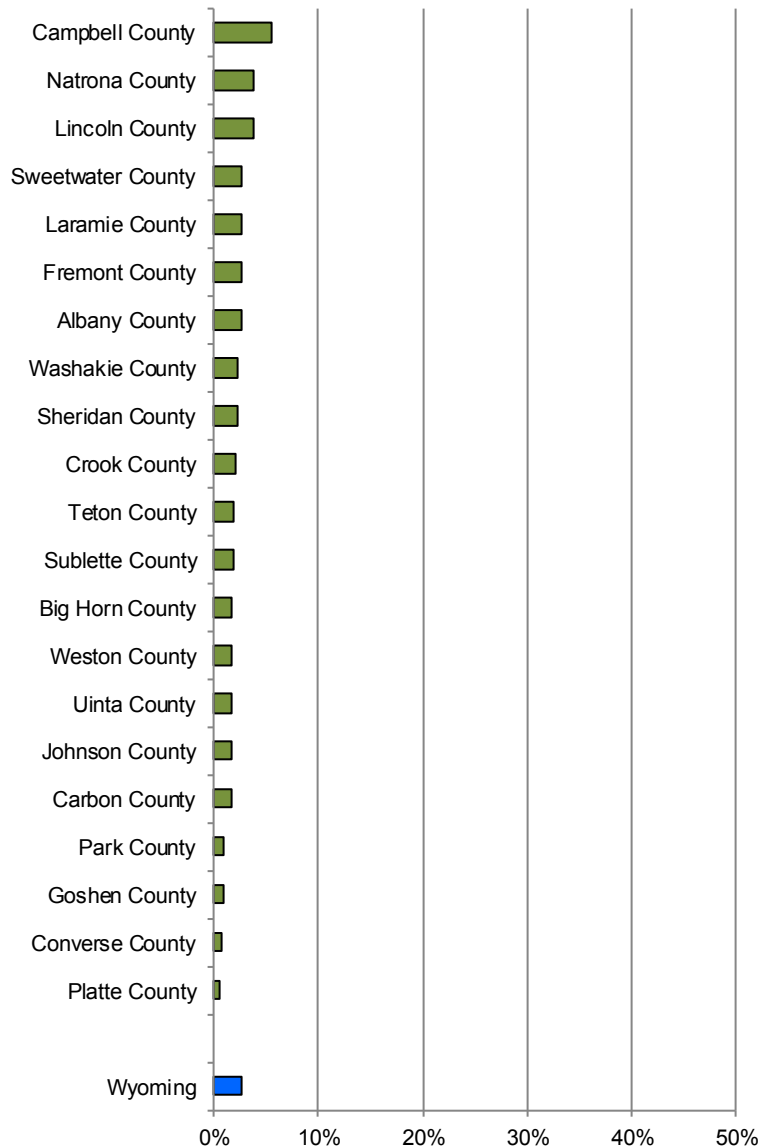 Campbell County
Natrona County
Lincoln County
Sweetwater County
Laramie County
Fremont County
Albany County
Washakie County
Sheridan County
Crook County
Teton County
Sublette County
Big Horn County
Weston County
Uinta County
Johnson County
Carbon County
Park County
Goshen County
Converse County
Platte County
Wyoming
0% 10% 20% 30% 40% 50%